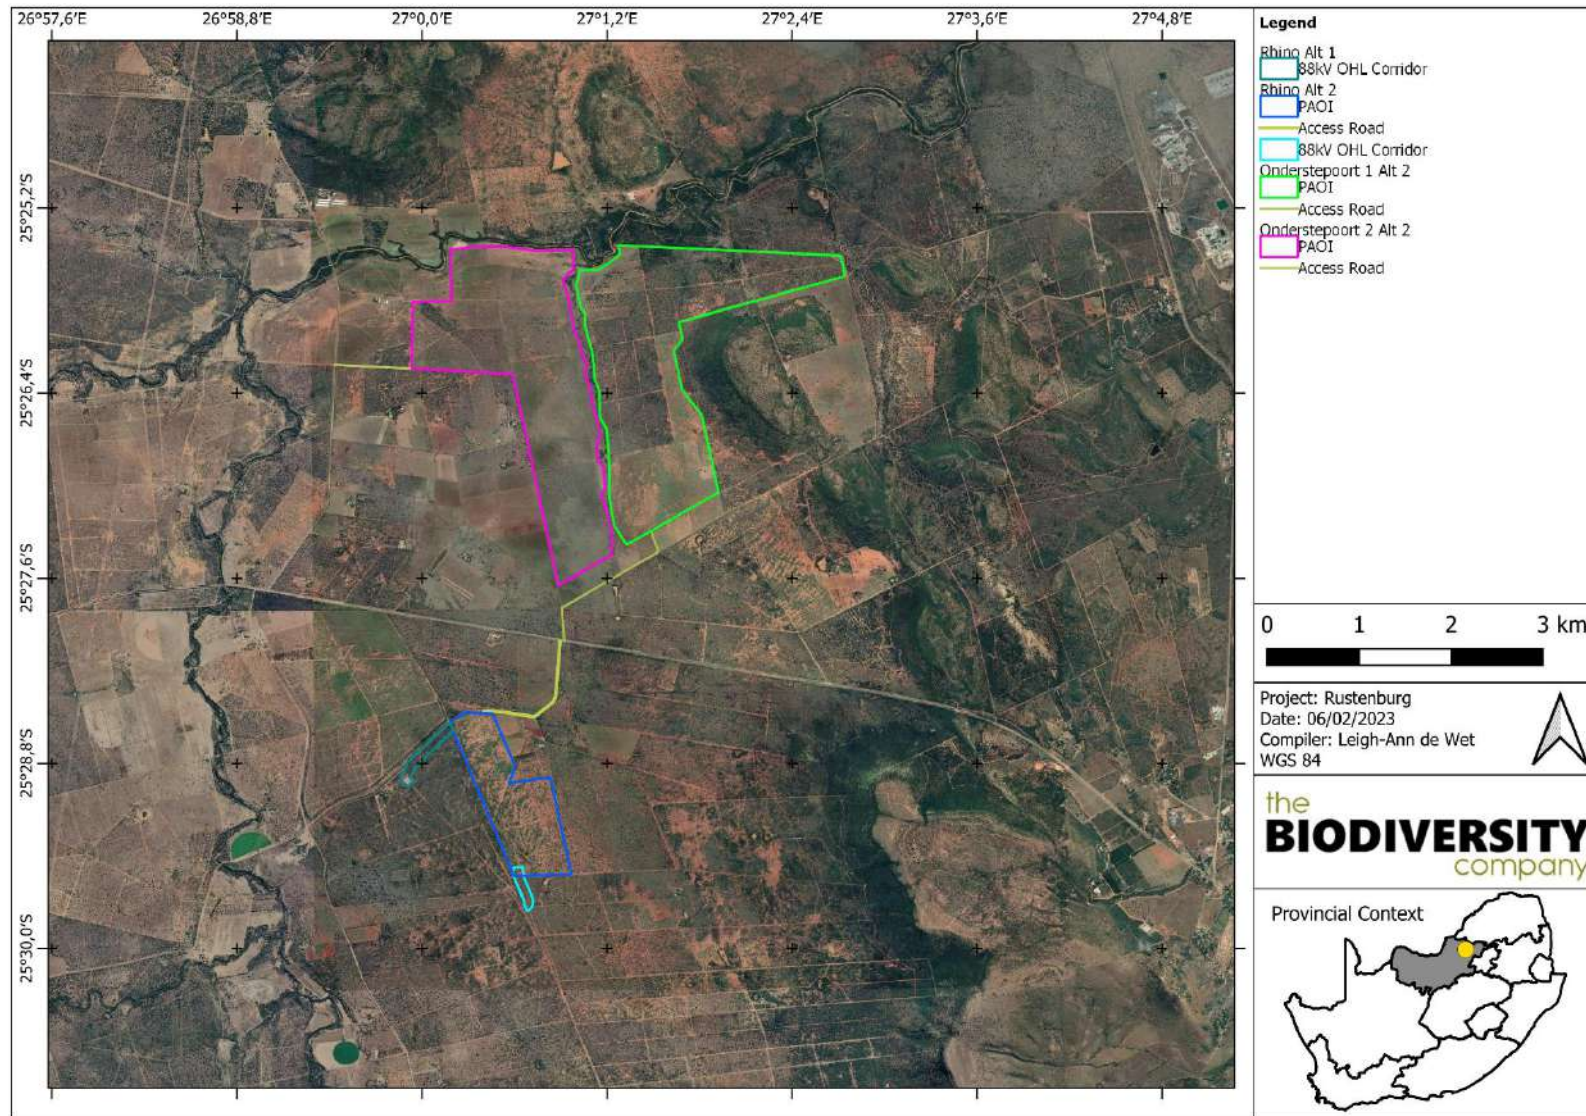 26°57,6′E 26°58,8′E 27°0,0′E 27°1,2′E 27°2,4′E 27°3,6′E 27°4,8′E
25°25,2′S
25°26,4′S
25°27,6′S
25°28,8′S
25°30,0′S
Legend
Rhino Alt 1
88kV OHL Corridor
Rhino Alt 2
PAOI
Access Road
88kV OHL Corridor
Onderstepoort 1 Alt 2
PAOI
Access Road
Onderstepoort 2 Alt 2
PAOI
Access Road
0 1 2 3 km
Project: Rustenburg
Date: 06/02/2023
Compiler: Leigh-Ann de Wet
WGS 84
the
BIODIVERSITY
company
Provincial Context